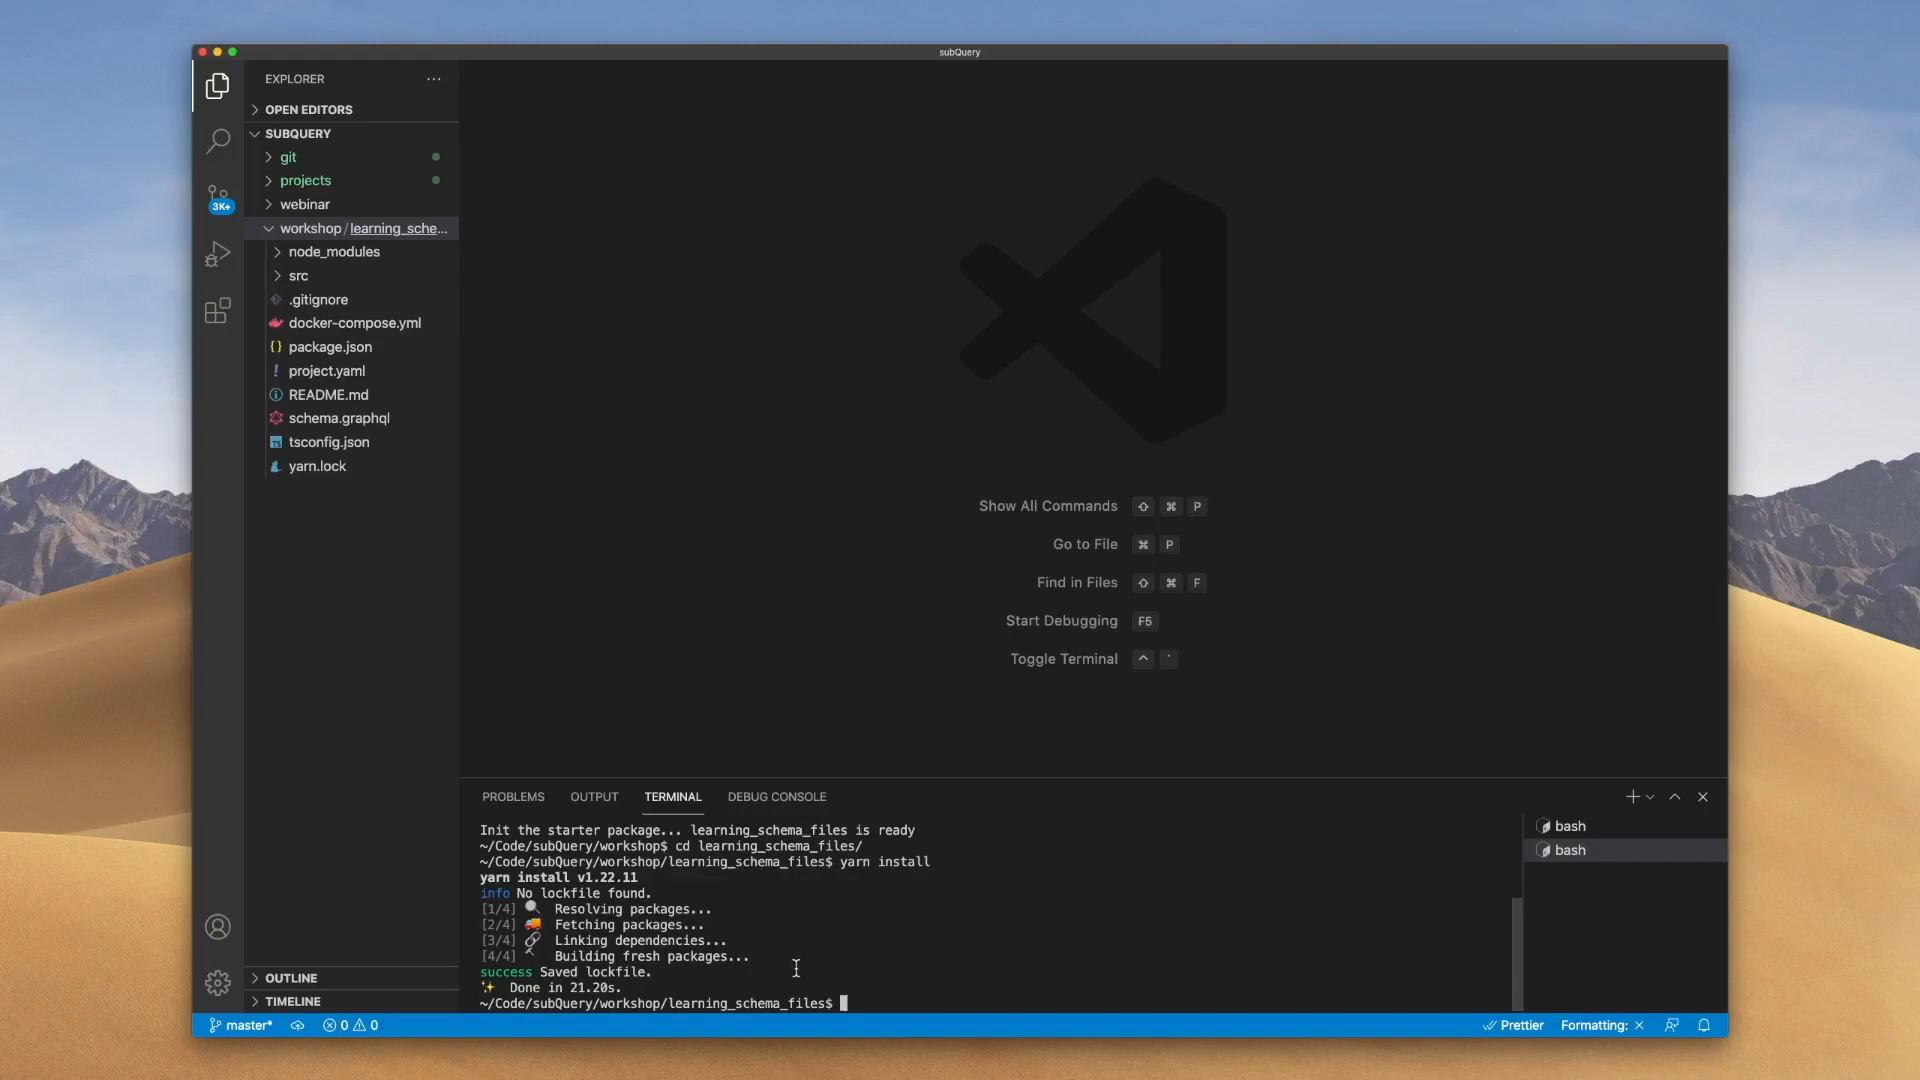 subQuery
EXPLORER
OPEN EDITORS
SUBQUERY
git
projects
webinar
workshop/learning_sche...
node_modules
src
.gitignore
docker-compose.yml
package.json
project.yaml
README.md
schema.graphql
tsconfig.json
yarn.lock
OUTLINE
TIMELINE
3K+
Show All Commands ⇧ ⌘ P
Go to File ⌘ P
Find in Files ⇧ ⌘ F
Start Debugging F5
Toggle Terminal ^ `
PROBLEMS OUTPUT TERMINAL DEBUG CONSOLE
Init the starter package... learning_schema_files is ready
~/Code/subQuery/workshop$ cd learning_schema_files/
~/Code/subQuery/workshop/learning_schema_files$ yarn install
yarn install v1.22.11
info No lockfile found.
[1/4] 🔍 Resolving packages...
[2/4] 🚚 Fetching packages...
[3/4] 🔗 Linking dependencies...
[4/4] 🔨 Building fresh packages...
success Saved lockfile.
✨ Done in 21.20s.
~/Code/subQuery/workshop/learning_schema_files$
bash
bash
master* 0 0 Prettier Formatting: ×